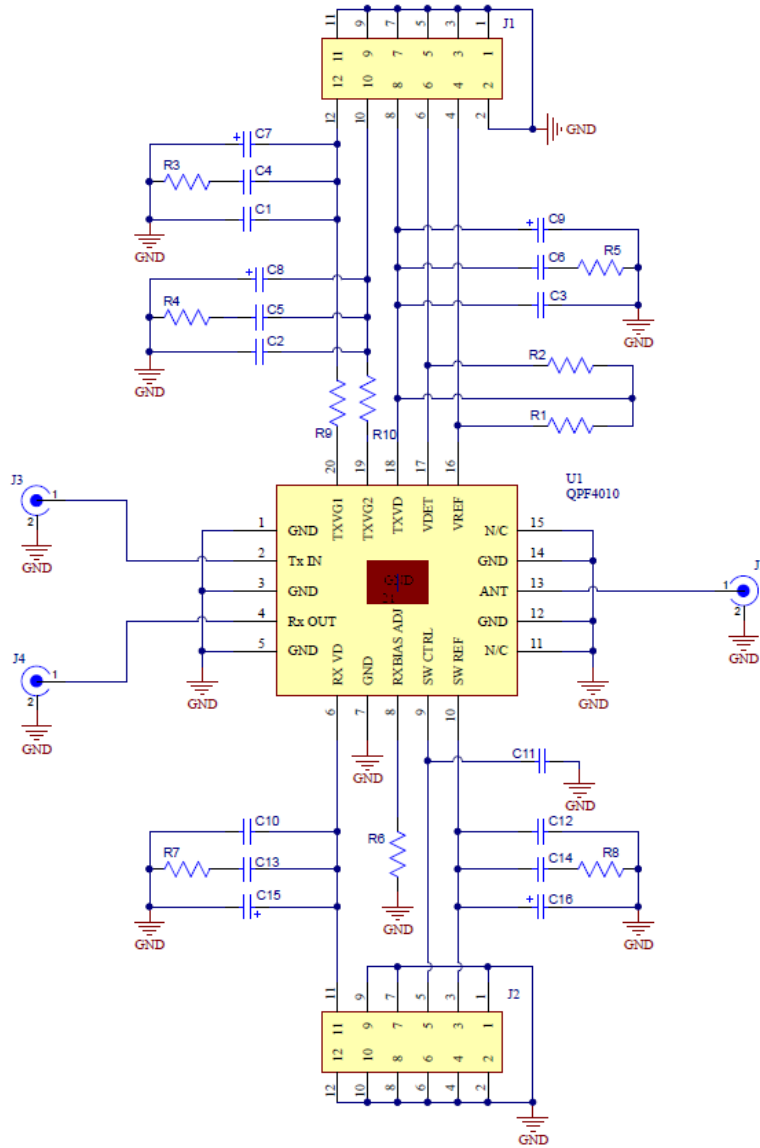 11 9 7 5 3 1
J1
11 9 7 5 3 1
12 10 8 6 4 2
12 10 8 6 4 2
GND
C7
R3 C4
C1
GND
C9
C6 R5
C3
GND
C8
R4 C5
C2
GND
R2
R1
R9 R10
20 19 18 17 16
U1
QPF4010
TXVG1 TXVG2 TXVD VDET VREF
J3
1
2
GND
1 GND N/C 15
2 Tx IN GND 14
3 GND GND ANT 13
4 Rx OUT GND 12
5 GND N/C 11
21
J
1
2
GND
J4
1
2
GND
GND GND
RX VD GND RXBIAS ADJ SW CTRL SW REF
6 7 8 9 10
GND
C11
GND
C10
R7 C13
C15
GND
R6
GND
C12
C14 R8
C16
GND
11 9 7 5 3 1
J2
11 9 7 5 3 1
12 10 8 6 4 2
12 10 8 6 4 2
GND